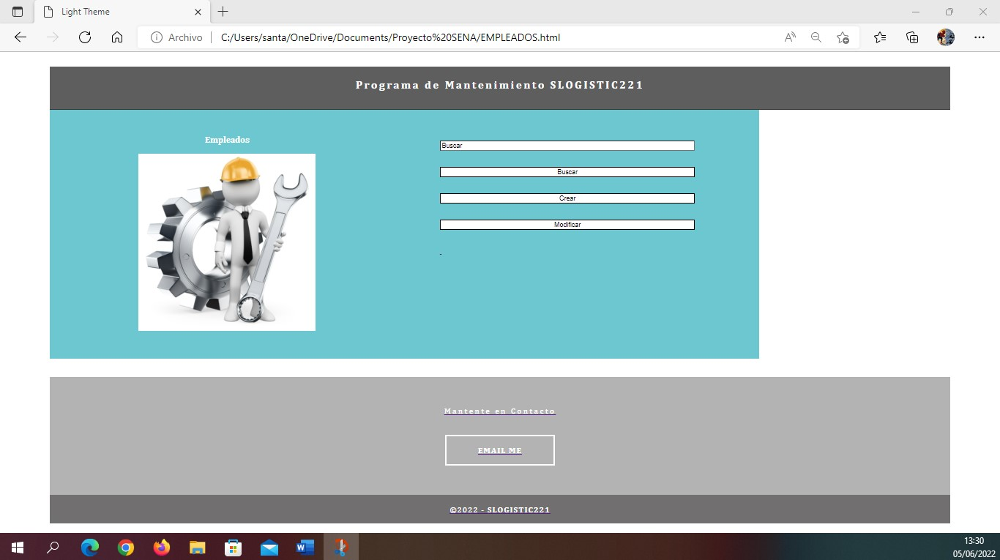 Light Theme
Archivo C:/Users/santa/OneDrive/Documents/Proyecto%20SENA/EMPLEADOS.html
Programa de Mantenimiento SLOGISTIC221
Empleados
Buscar
Buscar
Crear
Modificar
-
Mantente en Contacto
EMAIL ME
©2022 - SLOGISTIC221
13:30
05/06/2022